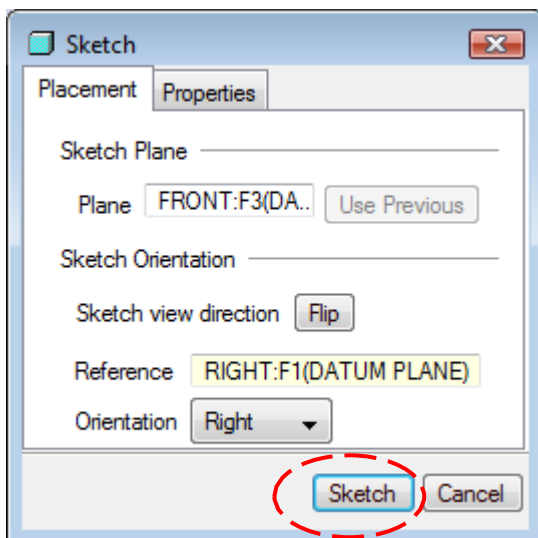 Sketch
Placement Properties
Sketch Plane
Plane FRONT:F3(DA.. Use Previous
Sketch Orientation
Sketch view direction Flip
Reference RIGHT:F1(DATUM PLANE)
Orientation Right
Sketch Cancel